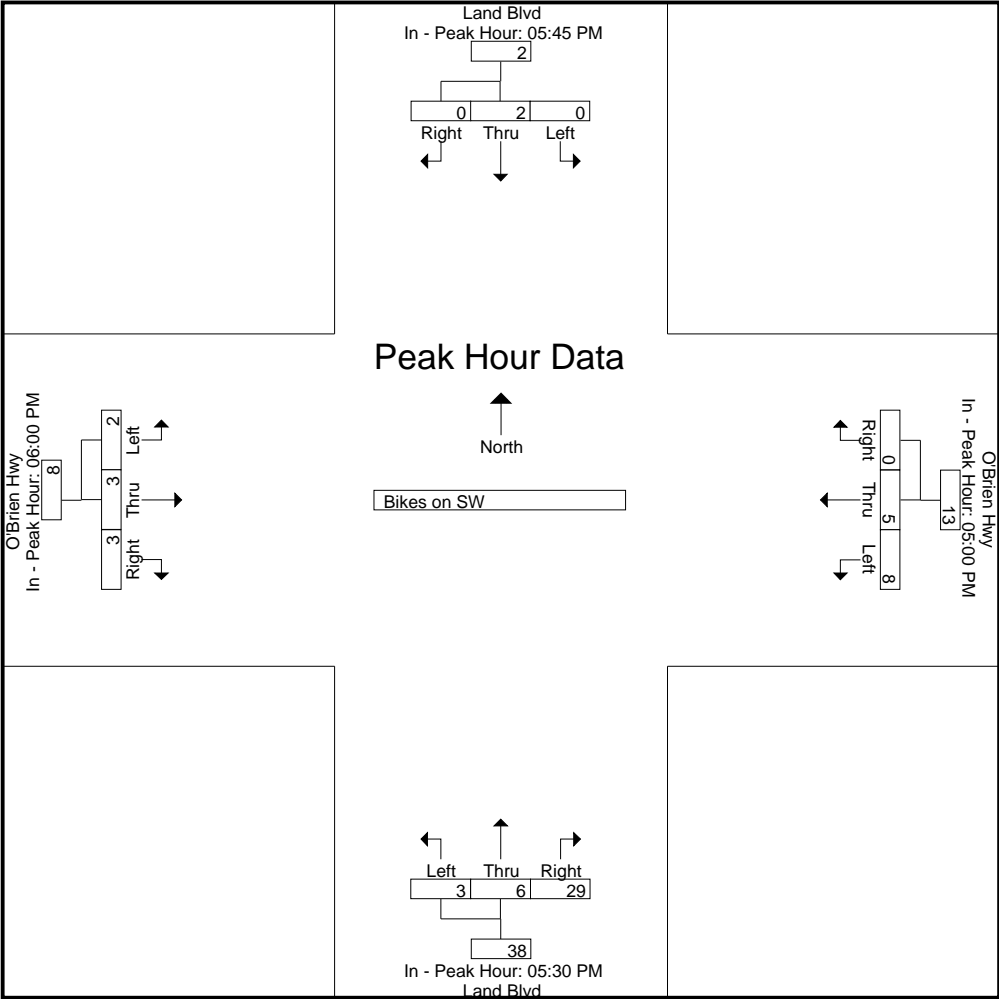 Land Blvd
In - Peak Hour: 05:45 PM
2
0 2 0
Right Thru Left
Peak Hour Data
North
Bikes on SW
O'Brien Hwy
In - Peak Hour: 06:00 PM
8
2 3 3
Left Thru Right
O'Brien Hwy
In - Peak Hour: 05:00 PM
13
0 5 8
Right Thru Left
Left Thru Right
3 6 29
38
In - Peak Hour: 05:30 PM
Land Blvd